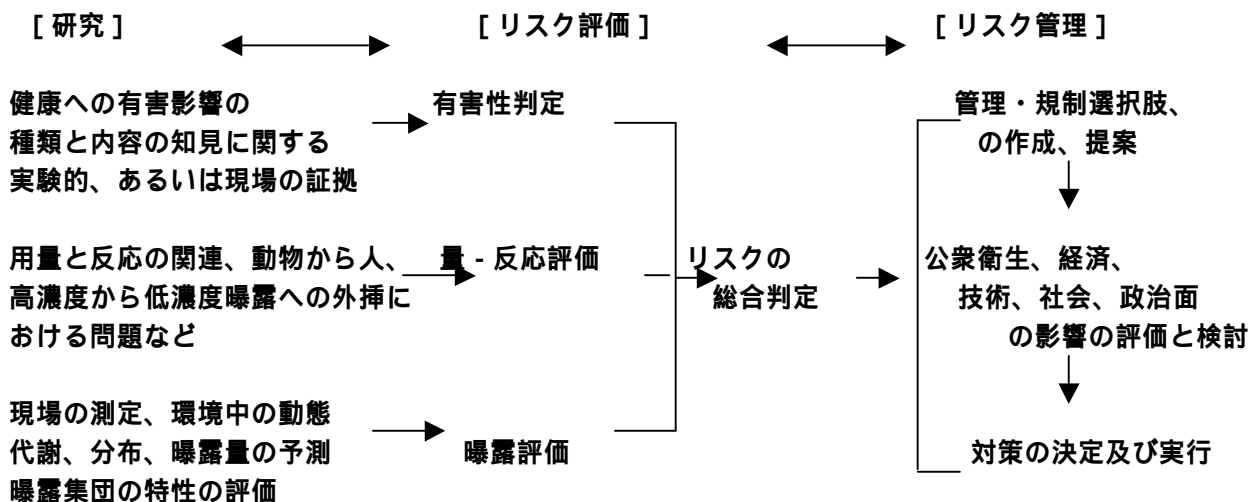 [ 研究 ]
[ リスク評価 ]
[ リスク管理 ]
健康への有害影響の
種類と内容の知見に関する
実験的、あるいは現場の証拠
有害性判定
管理・規制選択肢、
の作成、提案
用量と反応の関連、動物から人、
高濃度から低濃度曝露への外挿に
おける問題など
量 - 反応評価
リスクの
総合判定
公衆衛生、経済、
技術、社会、政治面
の影響の評価と検討
現場の測定、環境中の動態
代謝、分布、曝露量の予測
曝露集団の特性の評価
曝露評価
対策の決定及び実行